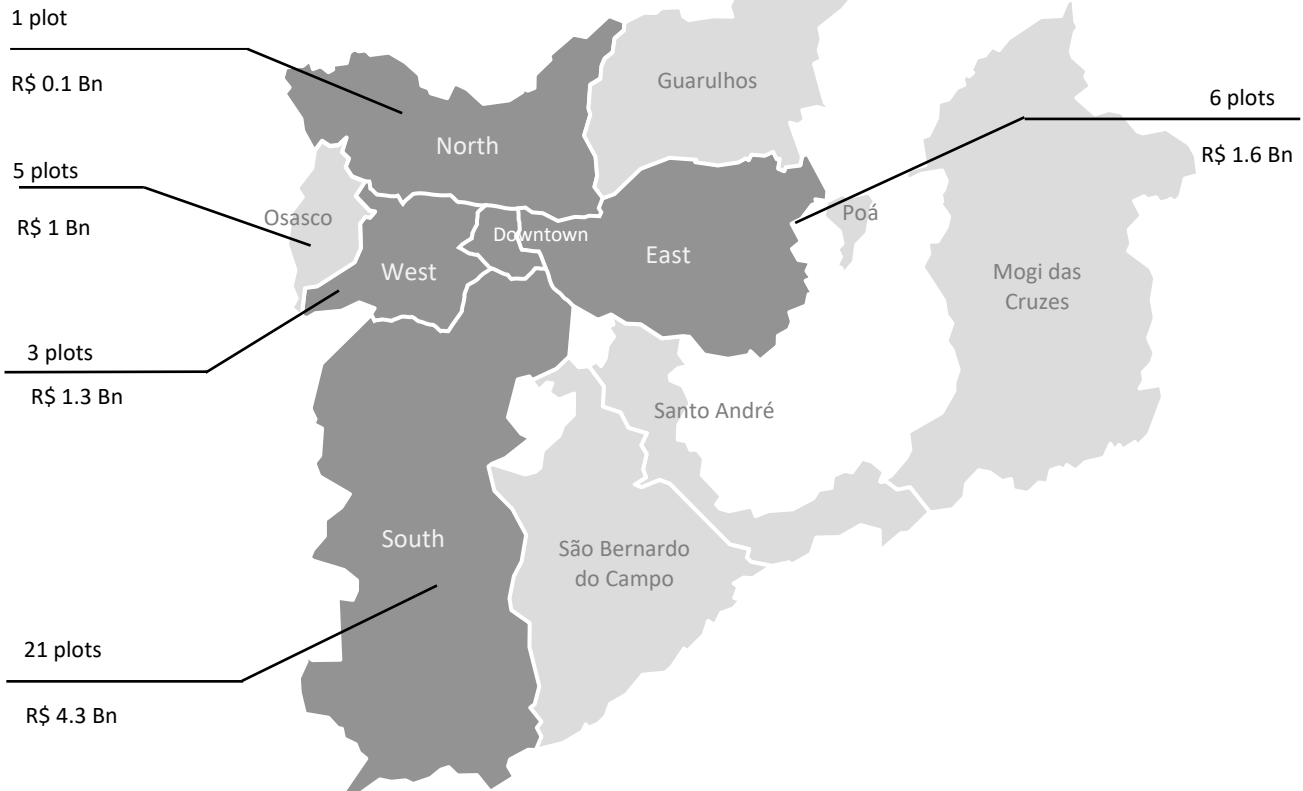 1 plot
R$ 0.1 Bn
Guarulhos
6 plots
R$ 1.6 Bn
North
5 plots
R$ 1 Bn
Osasco
Downtown
Poá
West
East
Mogi das
Cruzes
3 plots
R$ 1.3 Bn
Santo André
South
São Bernardo
do Campo
21 plots
R$ 4.3 Bn